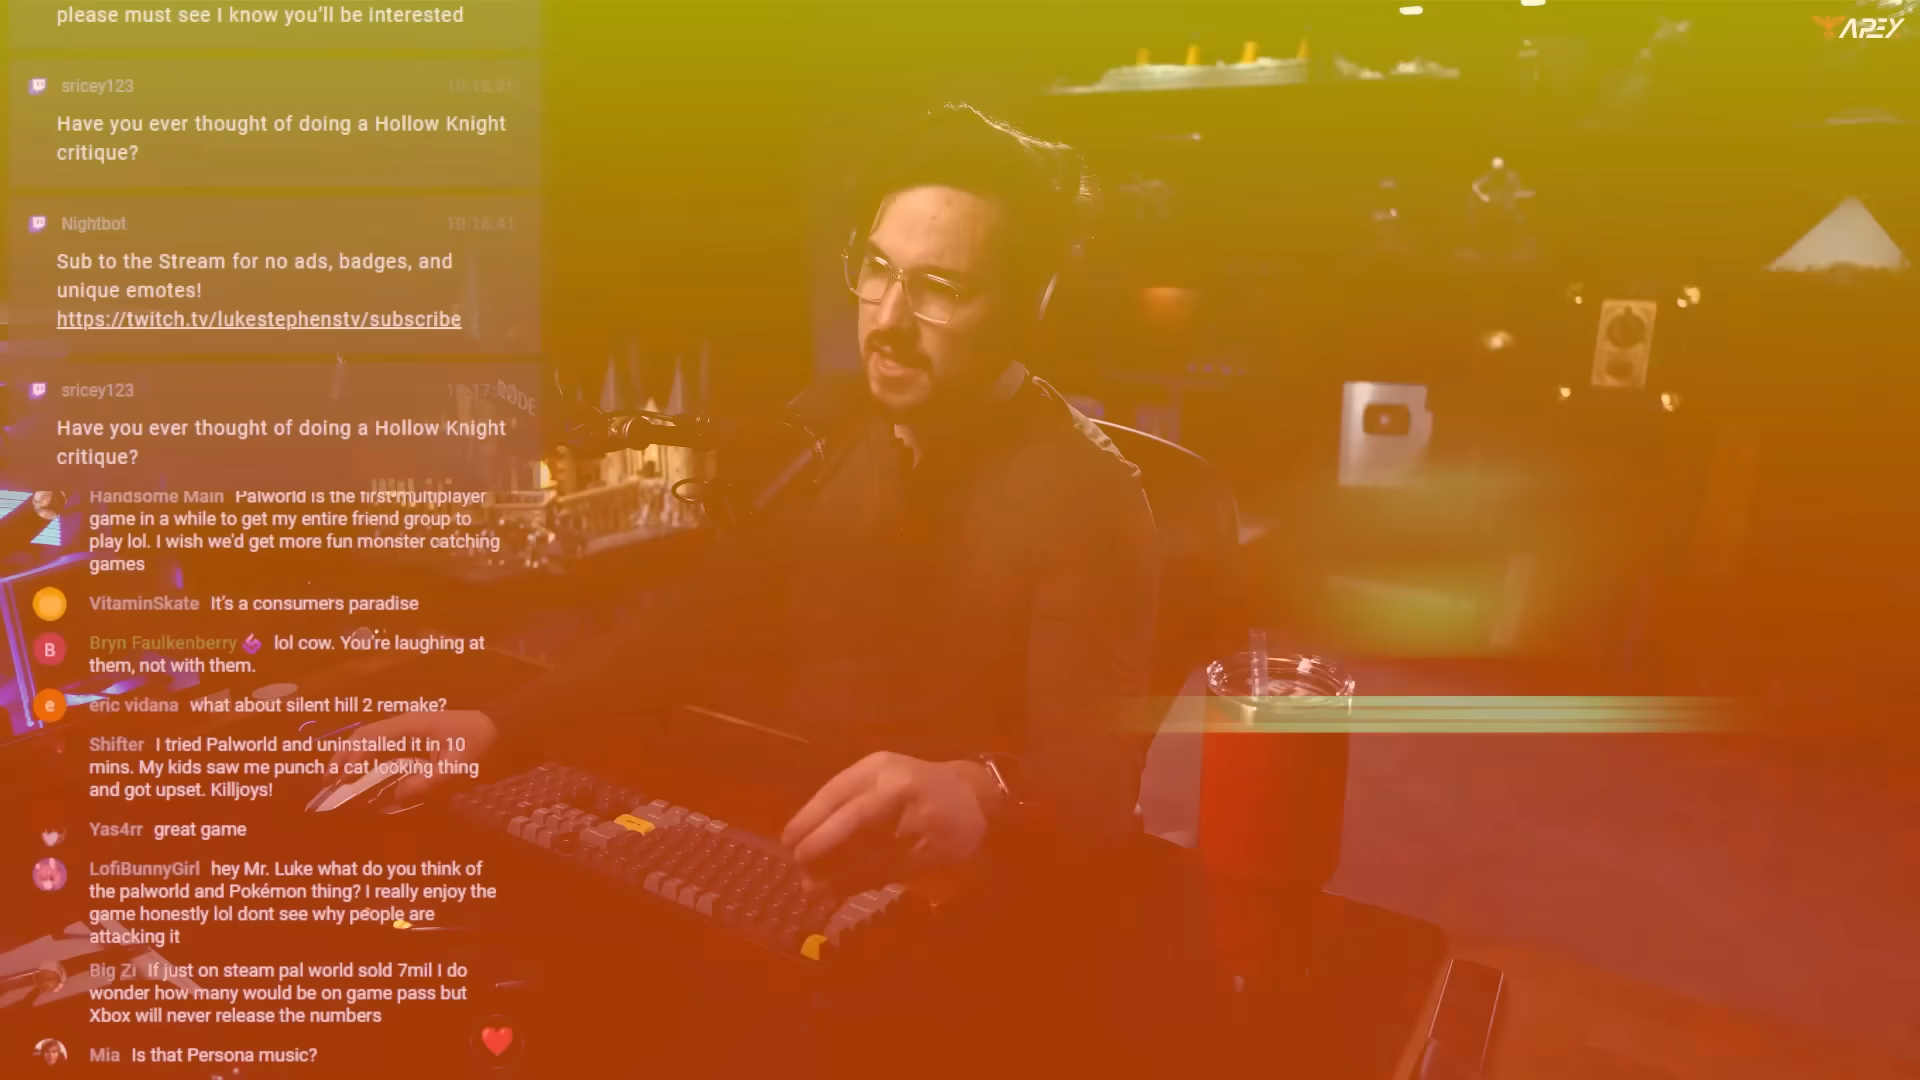 please must see I know you'll be interested
sricey123
Have you ever thought of doing a Hollow Knight
critique?
Nightbot 10:16:41
Sub to the Stream for no ads, badges, and
unique emotes!
https://twitch.tv/lukestephenstv/subscribe
sricey123
Have you ever thought of doing a Hollow Knight
critique?
Handsome Main Palworld is the first multiplayer
game in a while to get my entire friend group to
play lol. I wish we'd get more fun monster catching
games
VitaminSkate It's a consumers paradise
B Bryn Faulkenberry lol cow. You're laughing at
them, not with them.
e eric vidana what about silent hill 2 remake?
Shifter I tried Palworld and uninstalled it in 10
mins. My kids saw me punch a cat looking thing
and got upset. Killjoys!
Yas4rr great game
LofiBunnyGirl hey Mr. Luke what do you think of
the palworld and Pokémon thing? I really enjoy the
game honestly lol dont see why people are
attacking it
Big Zi If just on steam pal world sold 7mil I do
wonder how many would be on game pass but
Xbox will never release the numbers
Mia Is that Persona music?
APEY